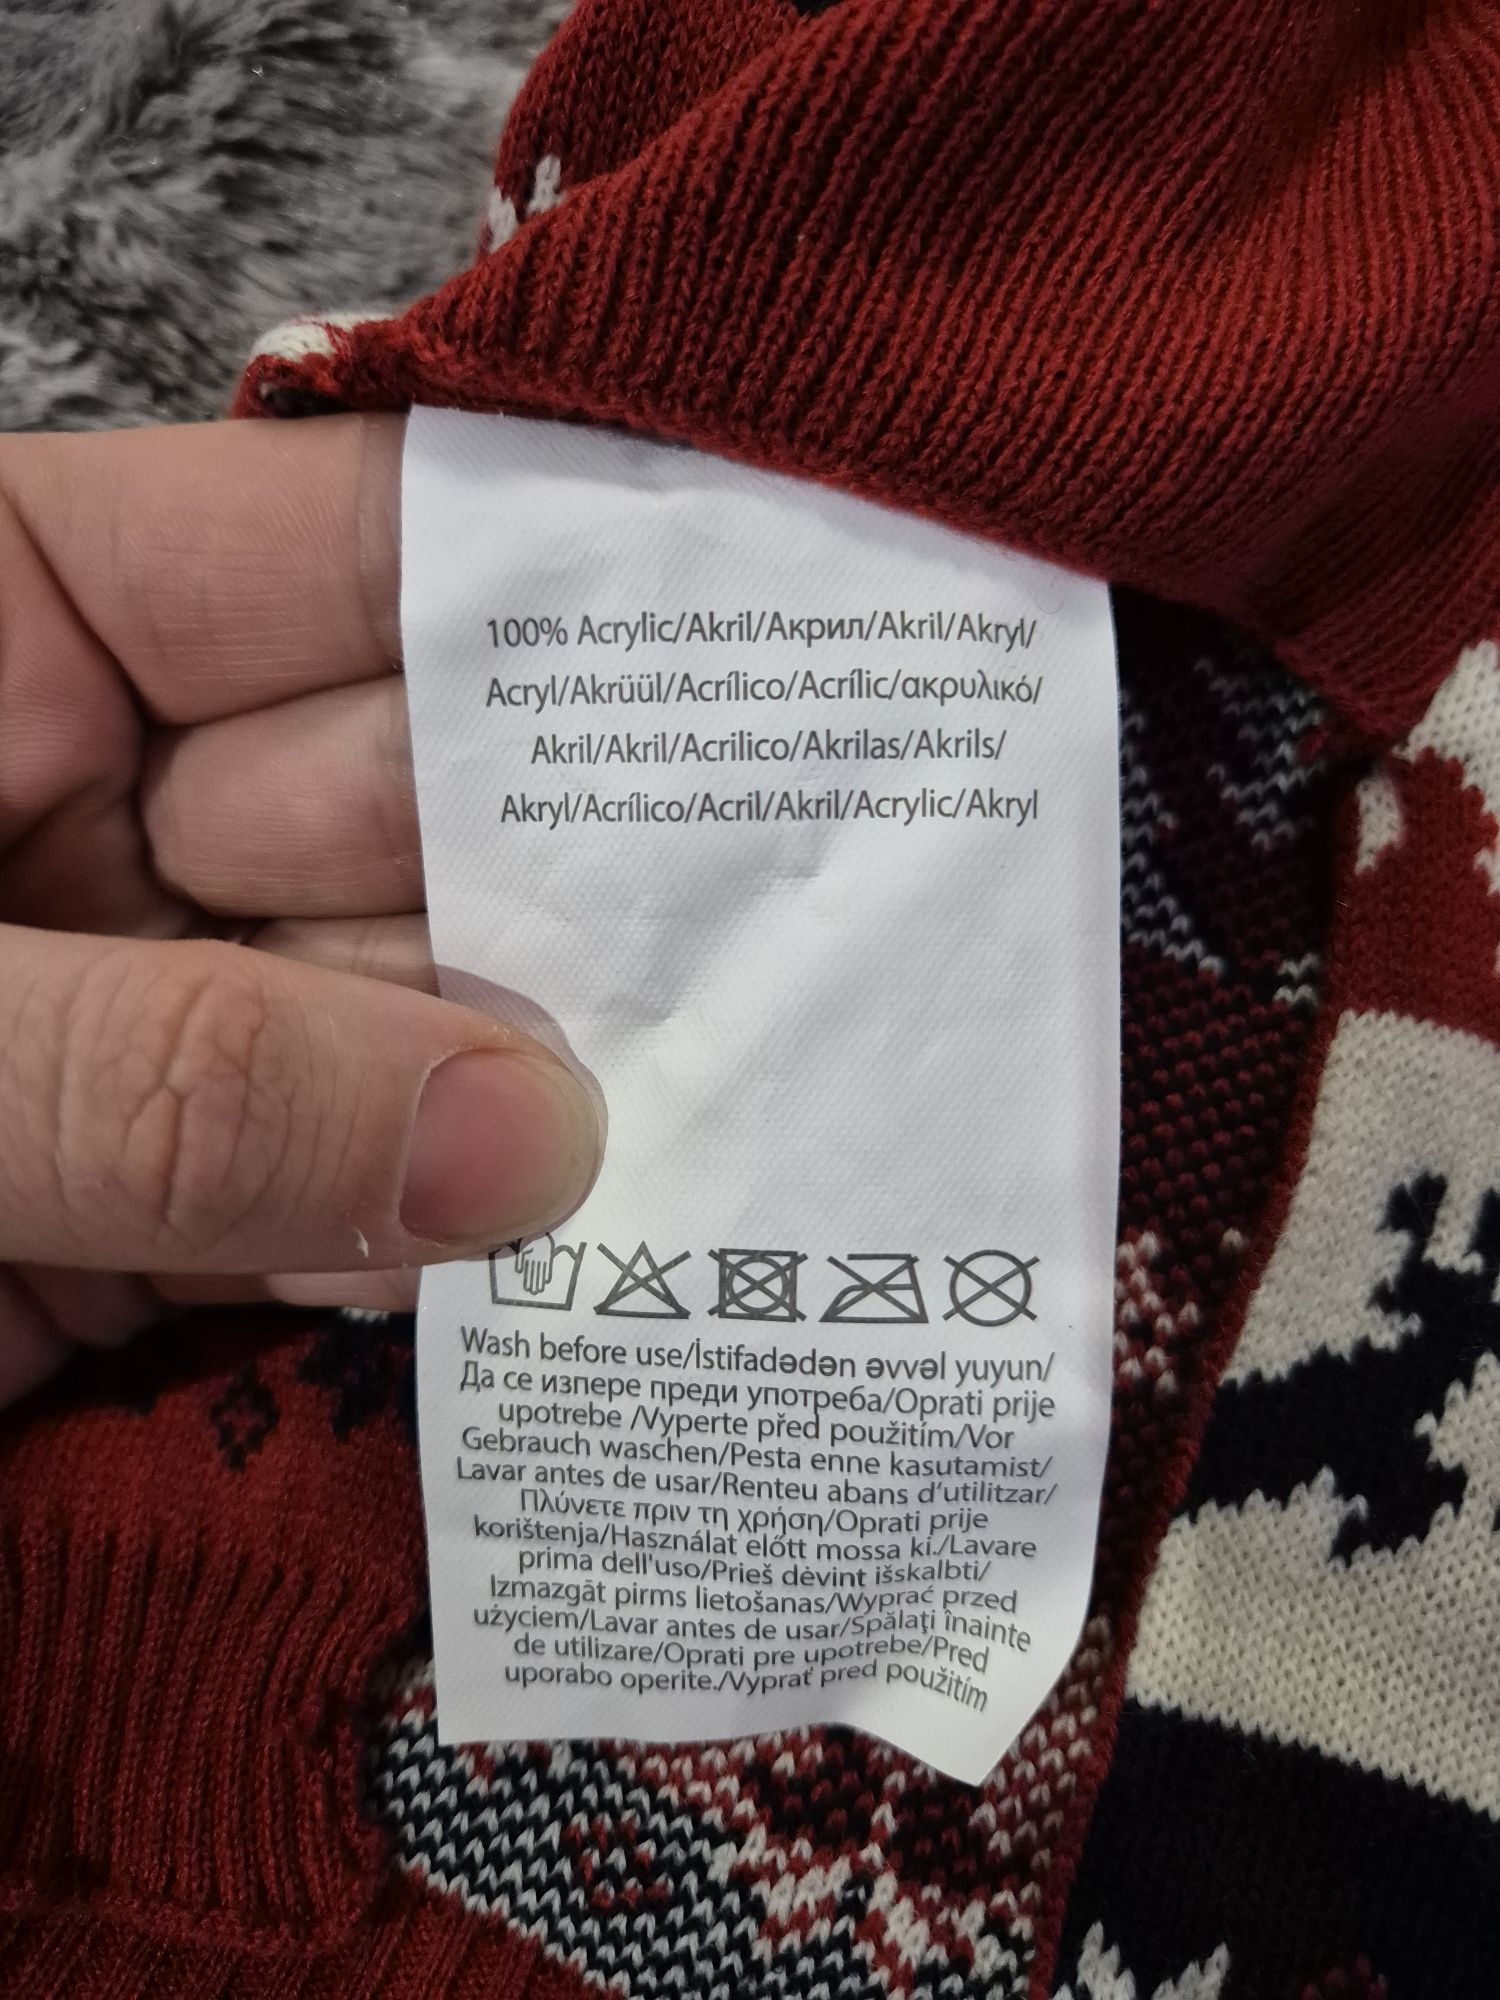 100% Acrylic/Akril/Акрил/Akril/Akryl/
Acryl/Akrüül/Acrílico/Acrílic/ακρυλικό/
Akril/Akril/Acrilico/Akrilas/Akrils/
Akryl/Acrílico/Acril/Akril/Acrylic/Akryl
Wash before use/İstifadədən əvvəl yuyun/
Да се изпере преди употреба/Oprati prije
upotrebe /Vyperte před použitím/Vor
Gebrauch waschen/Pesta enne kasutamist/
Lavar antes de usar/Renteu abans d'utilitzar/
Πλύνετε πριν τη χρήση/Oprati prije
korištenja/Használat előtt mossa ki./Lavare
prima dell'uso/Prieš dėvint išskalbti/
Izmazgāt pirms lietošanas/Wyprać przed
użyciem/Lavar antes de usar/Spălaţi înainte
de utilizare/Oprati pre upotrebe/Pred
uporabo operite./Vyprať pred použitím